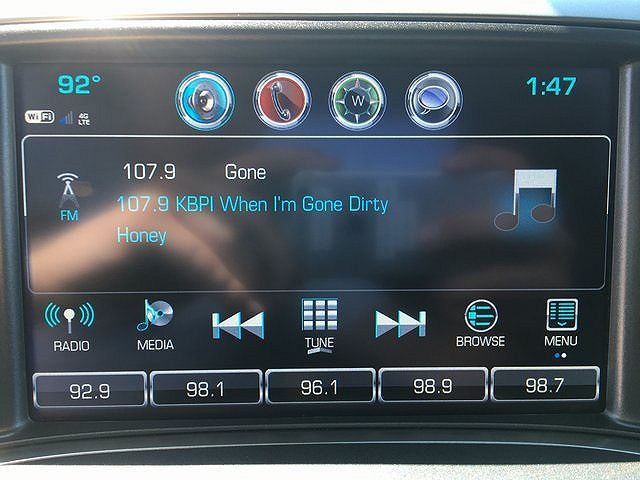 92° 1:47
W
WiFi 4G LTE
107.9 Gone
FM 107.9 KBPI When I'm Gone Dirty
Honey
RADIO MEDIA TUNE BROWSE MENU
92.9 98.1 96.1 98.9 98.7